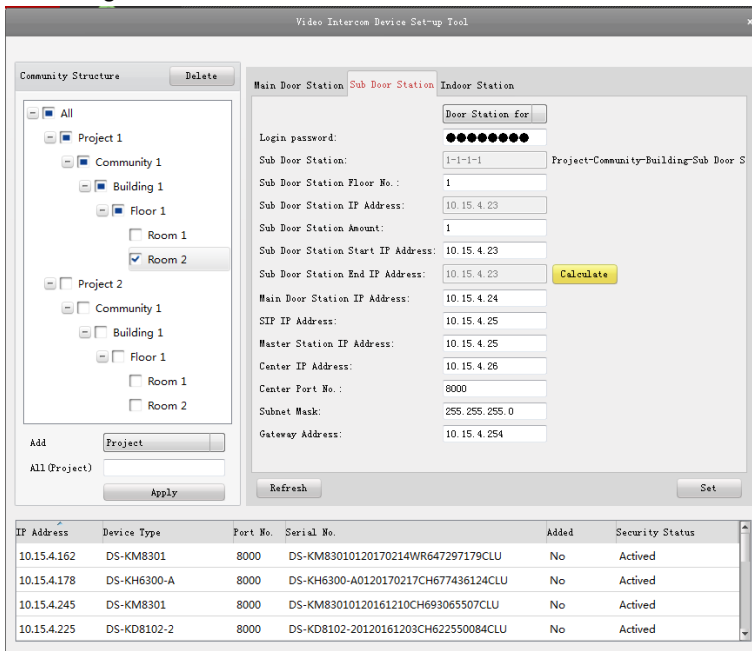 Video Intercom Device Set-up Tool
Community Structure Delete
Main Door Station Sub Door Station Indoor Station
All
Project 1
Community 1
Building 1
Floor 1
Room 1
Room 2
Project 2
Community 1
Building 1
Floor 1
Room 1
Room 2
Add Project
All(Project)
Apply
Door Station for
Login password: ●●●●●●●●
Sub Door Station: 1-1-1-1 Project-Community-Building-Sub Door S
Sub Door Station Floor No.: 1
Sub Door Station IP Address: 10.15.4.23
Sub Door Station Amount: 1
Sub Door Station Start IP Address: 10.15.4.23
Sub Door Station End IP Address: 10.15.4.23 Calculate
Main Door Station IP Address: 10.15.4.24
SIP IP Address: 10.15.4.25
Master Station IP Address: 10.15.4.25
Center IP Address: 10.15.4.26
Center Port No.: 8000
Subnet Mask: 255.255.255.0
Gateway Address: 10.15.4.254
Refresh Set
IP Address Device Type Port No. Serial No. Added Security Status
10.15.4.162 DS-KM8301 8000 DS-KM83010120170214WR647297179CLU No Actived
10.15.4.178 DS-KH6300-A 8000 DS-KH6300-A0120170217CH677436124CLU No Actived
10.15.4.245 DS-KM8301 8000 DS-KM83010120161210CH693065507CLU No Actived
10.15.4.225 DS-KD8102-2 8000 DS-KD8102-20120161203CH622550084CLU No Actived